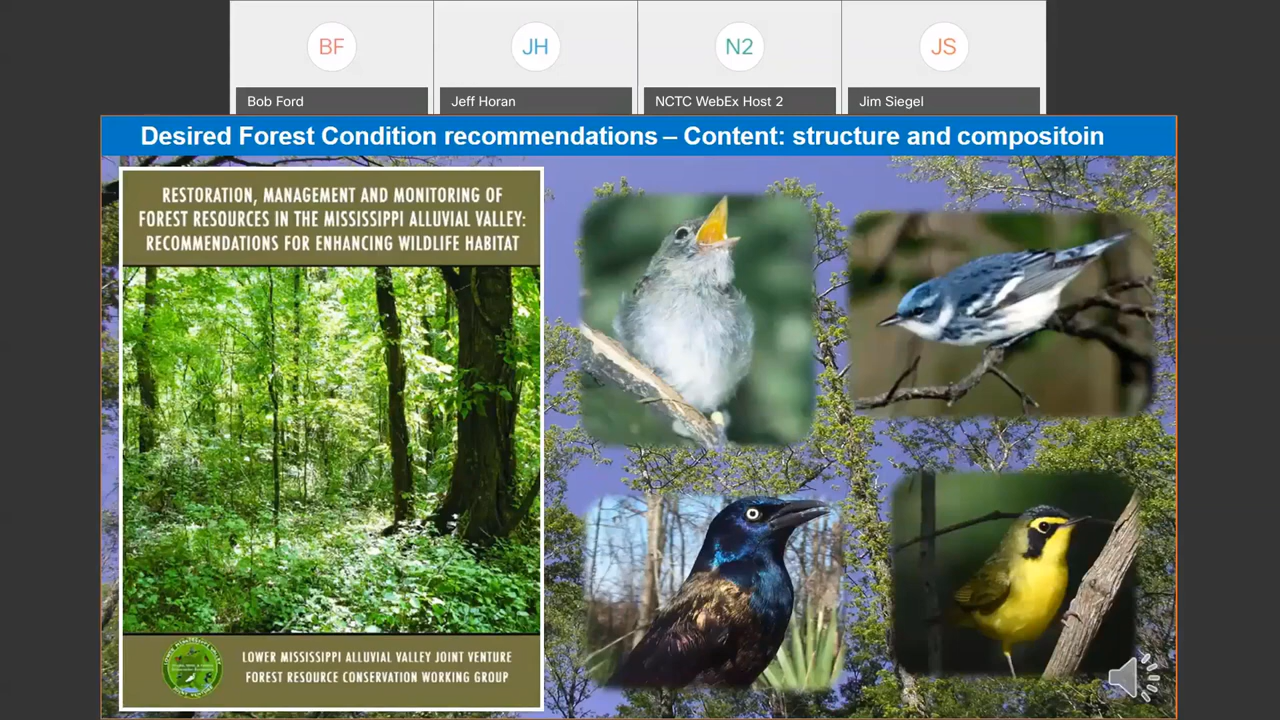 BF
JH
N2
JS
Bob Ford
Jeff Horan
NCTC WebEx Host 2
Jim Siegel
Desired Forest Condition recommendations – Content: structure and compositoin
RESTORATION, MANAGEMENT AND MONITORING OF
FOREST RESOURCES IN THE MISSISSIPPI ALLUVIAL VALLEY:
RECOMMENDATIONS FOR ENHANCING WILDLIFE HABITAT
LOWER MISSISSIPPI ALLUVIAL VALLEY JOINT VENTURE
FOREST RESOURCE CONSERVATION WORKING GROUP